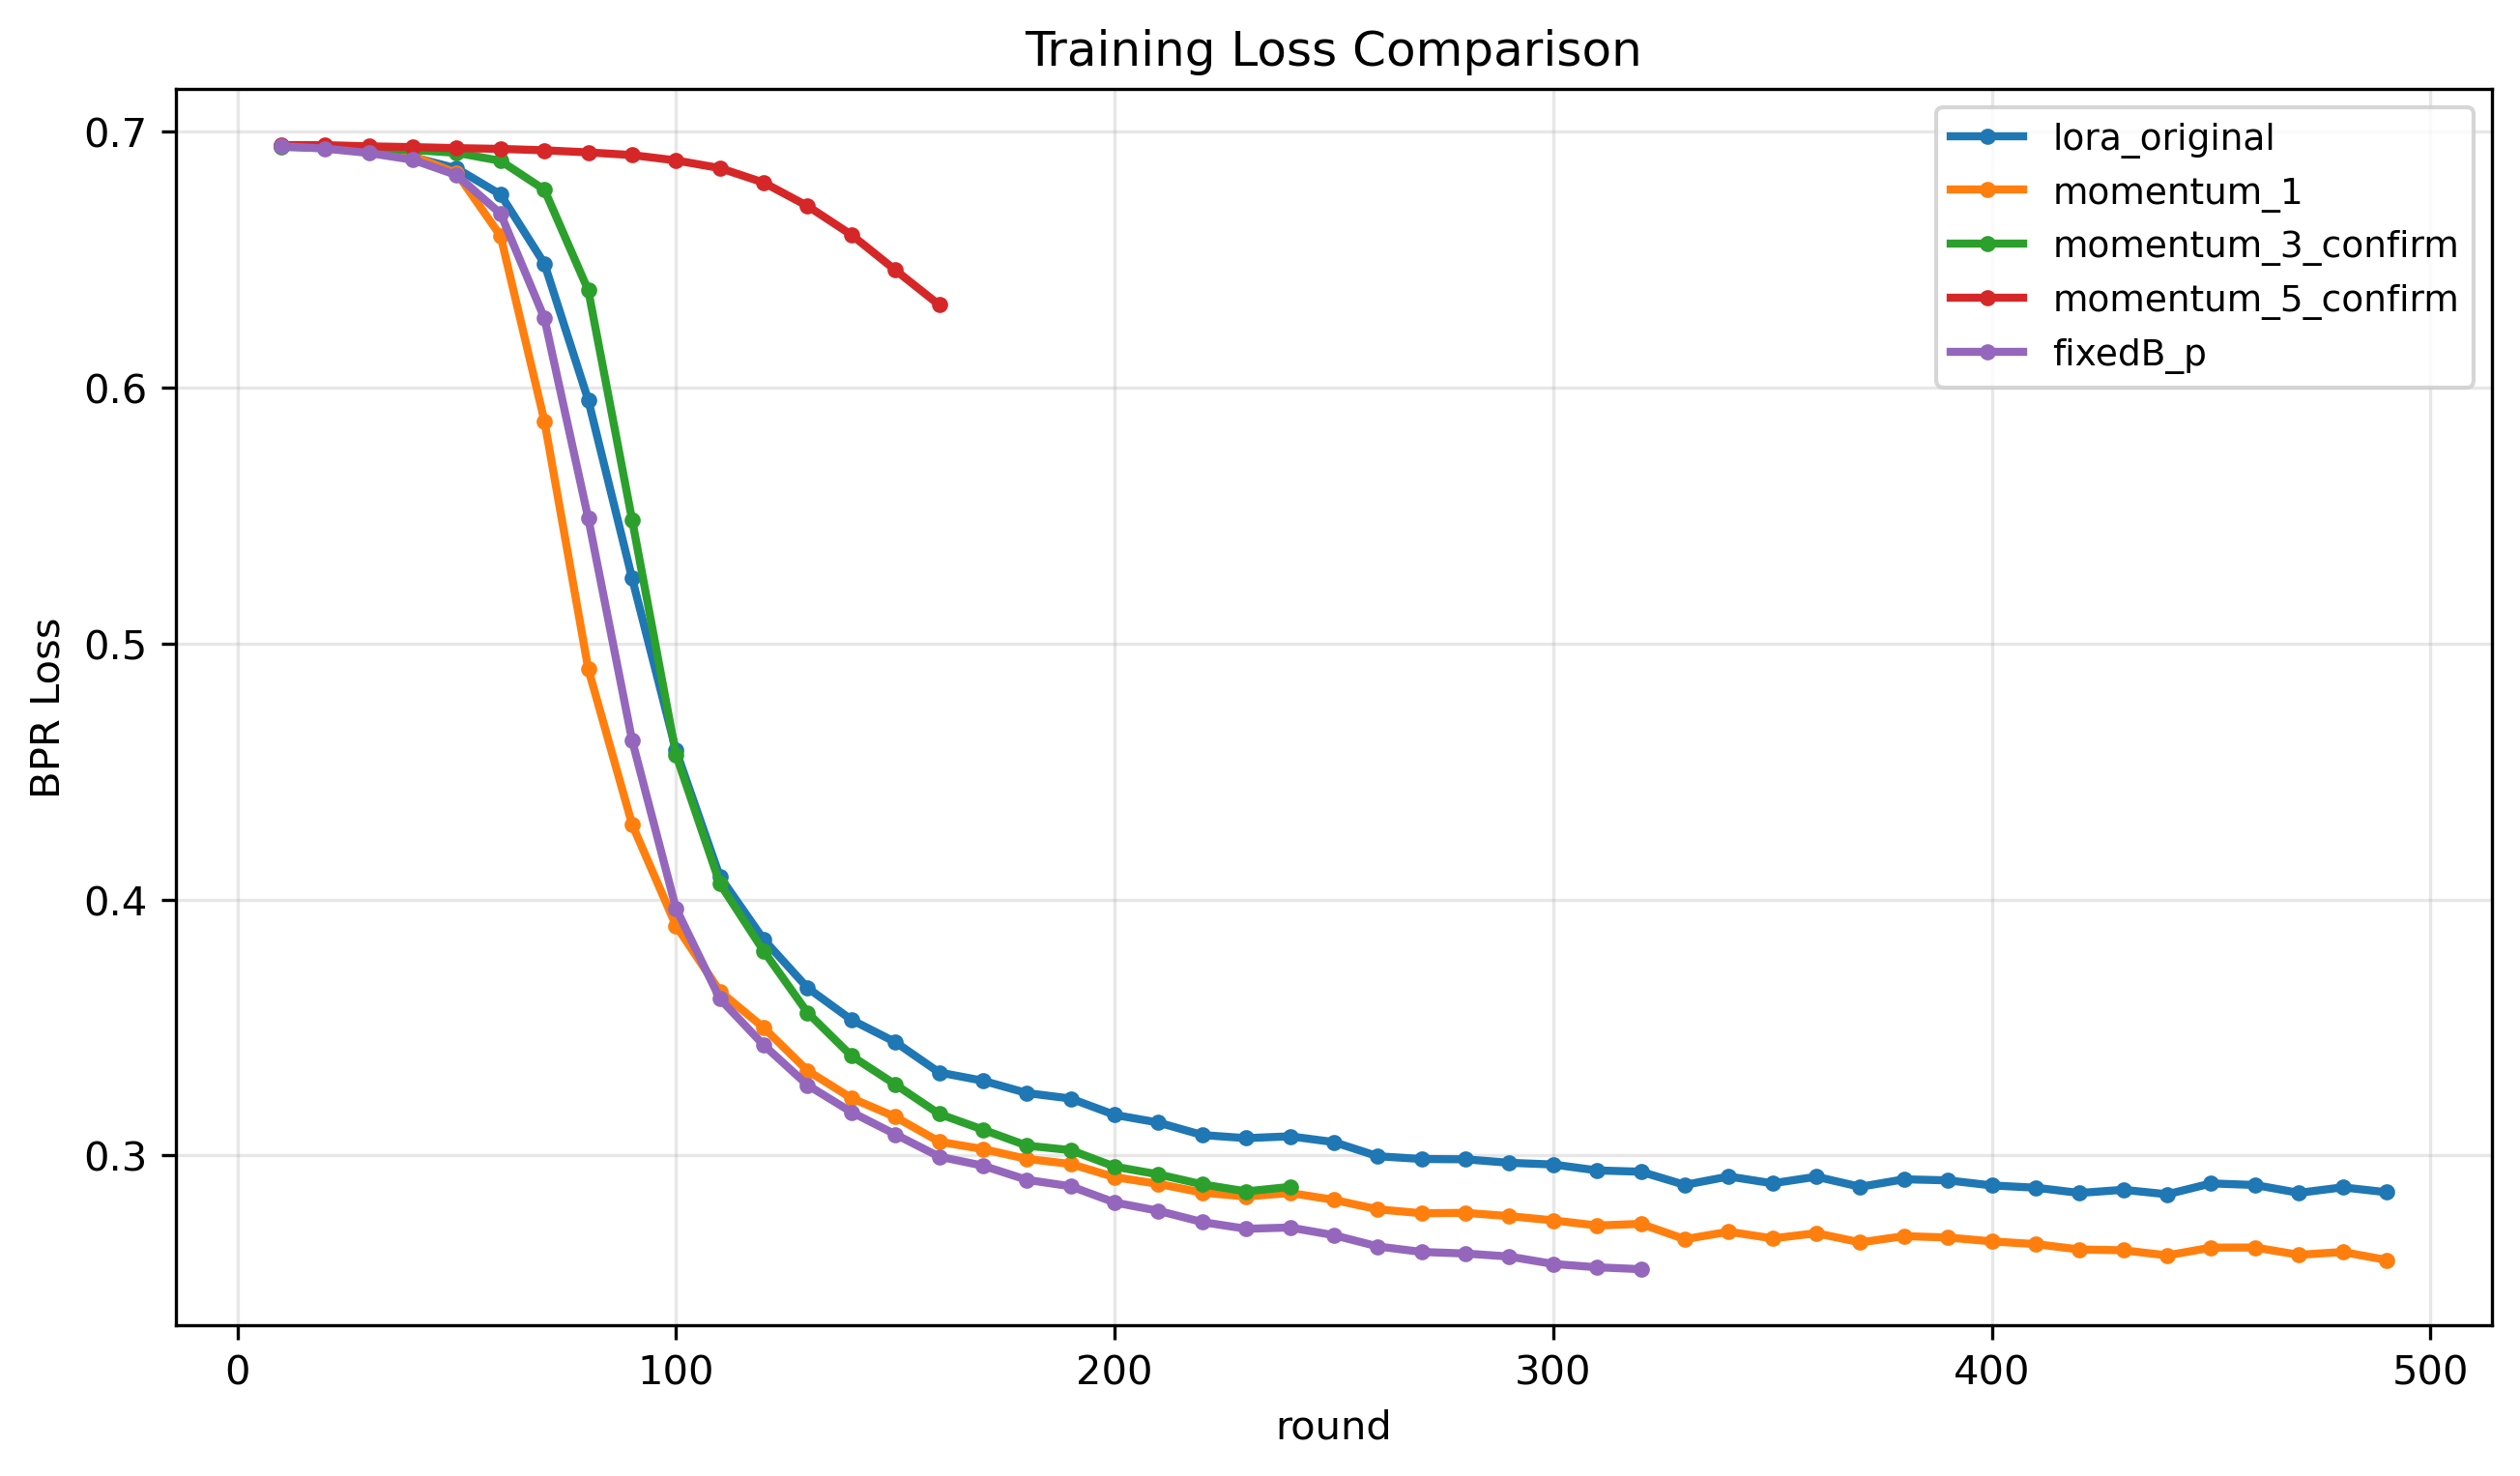 Training Loss Comparison
lora_original
momentum_1
momentum_3_confirm
momentum_5_confirm
fixedB_p
BPR Loss
0.7
0.6
0.5
0.4
0.3
0 100 200 300 400 500
round